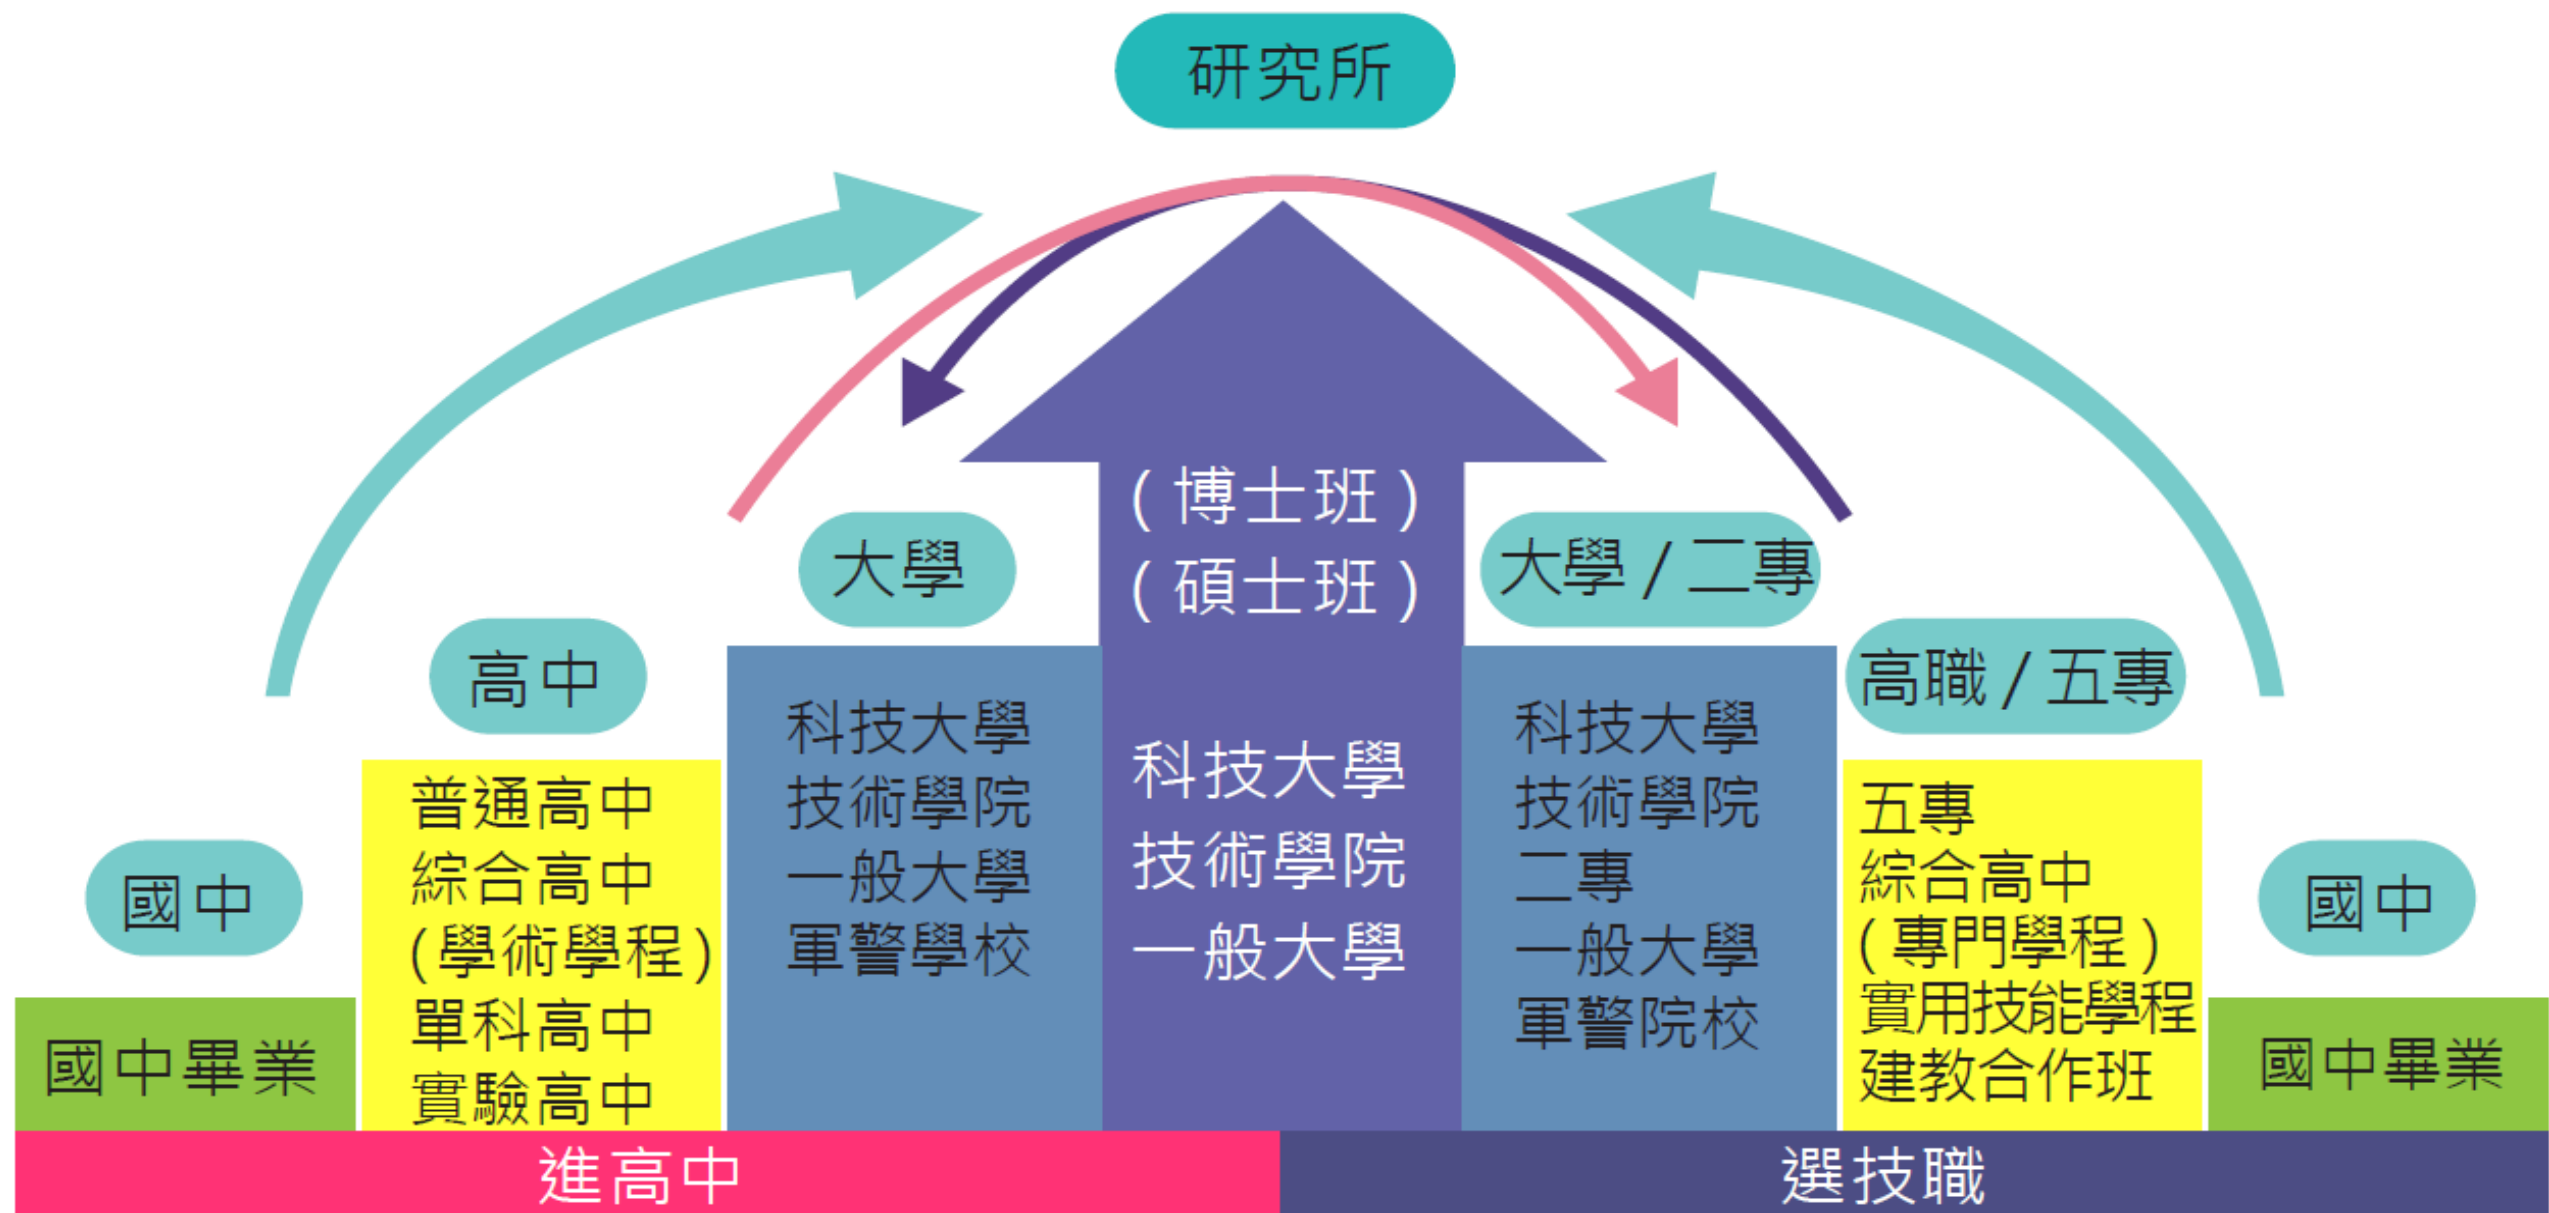 研究所
(博士班)
(碩士班)
科技大學
技術學院
一般大學
大學
科技大學
技術學院
一般大學
軍警學校
高中
普通高中
綜合高中
(學術學程)
單科高中
實驗高中
國中
國中畢業
進高中
大學/二專
科技大學
技術學院
二專
一般大學
軍警院校
高職/五專
五專
綜合高中
(專門學程)
實用技能學程
建教合作班
國中
國中畢業
選技職